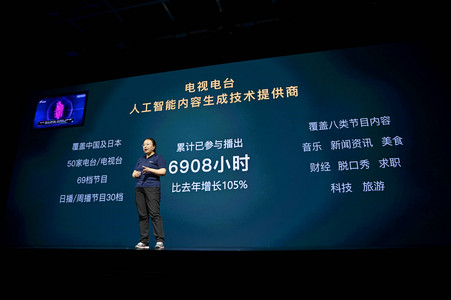 电视电台
人工智能内容生成技术提供商
覆盖中国及日本
50家电台/电视台
69档节目
日播/周播节目30档
累计已参与播出
6908小时
比去年增长105%
覆盖八类节目内容
音乐 新闻资讯 美食
财经 脱口秀 求职
科技 旅游